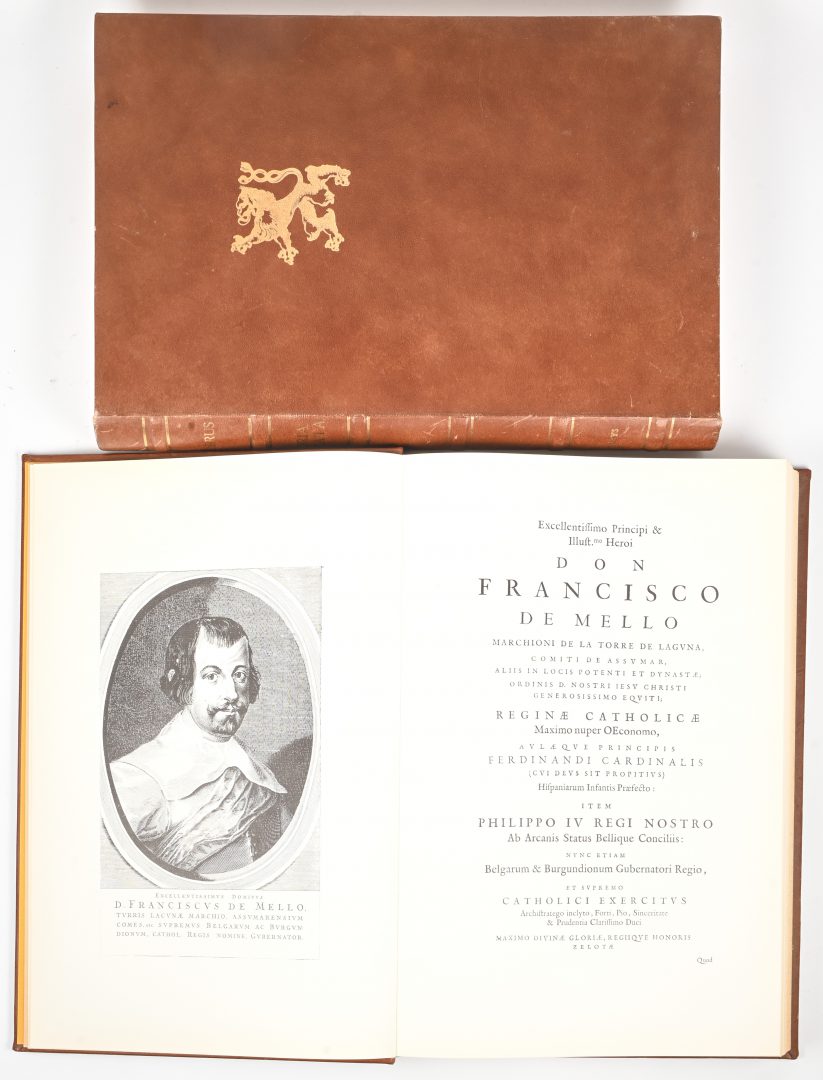 RUS
IA
TA
VS
EXCELLENTISSIMVS DOMINVS
D. FRANCISCVS DE MELLO,
TVRRIS LAGVNÆ MARCHIO, ASSVMARENSIVM
COMES, etc SVPREMVS BELGARVM AC BVRGVN
DIONVM, CATHOL. REGIS NOMINE, GVBERNATOR.
Excellentiſſimo Principi &
Illuſt.mo Heroi
DON
FRANCISCO
DE MELLO
MARCHIONI DE LA TORRE DE LAGVNA,
COMITI DE ASSVMAR,
ALIIS IN LOCIS POTENTI ET DYNASTÆ,
ORDINIS D. NOSTRI IESV CHRISTI
GENEROSISSIMO EQVITI;
REGINÆ CATHOLICÆ
Maximo nuper OEconomo,
AVLÆQVE PRINCIPIS
FERDINANDI CARDINALIS
(CVI DEVS SIT PROPITIVS)
Hiſpaniarum Infantis Præfecto:
ITEM
PHILIPPO IV REGI NOSTRO
Ab Arcanis Status Bellique Conciliis:
NVNC ETIAM
Belgarum & Burgundionum Gubernatori Regio,
ET SVPREMO
CATHOLICI EXERCITVS
Archiſtratego inclyto, Forti, Pio, Sinceritate
& Prudentia Clariſſimo Duci
MAXIMO DIVINÆ GLORIÆ, REGIIQVE HONORIS
ZELOTÆ
Quod